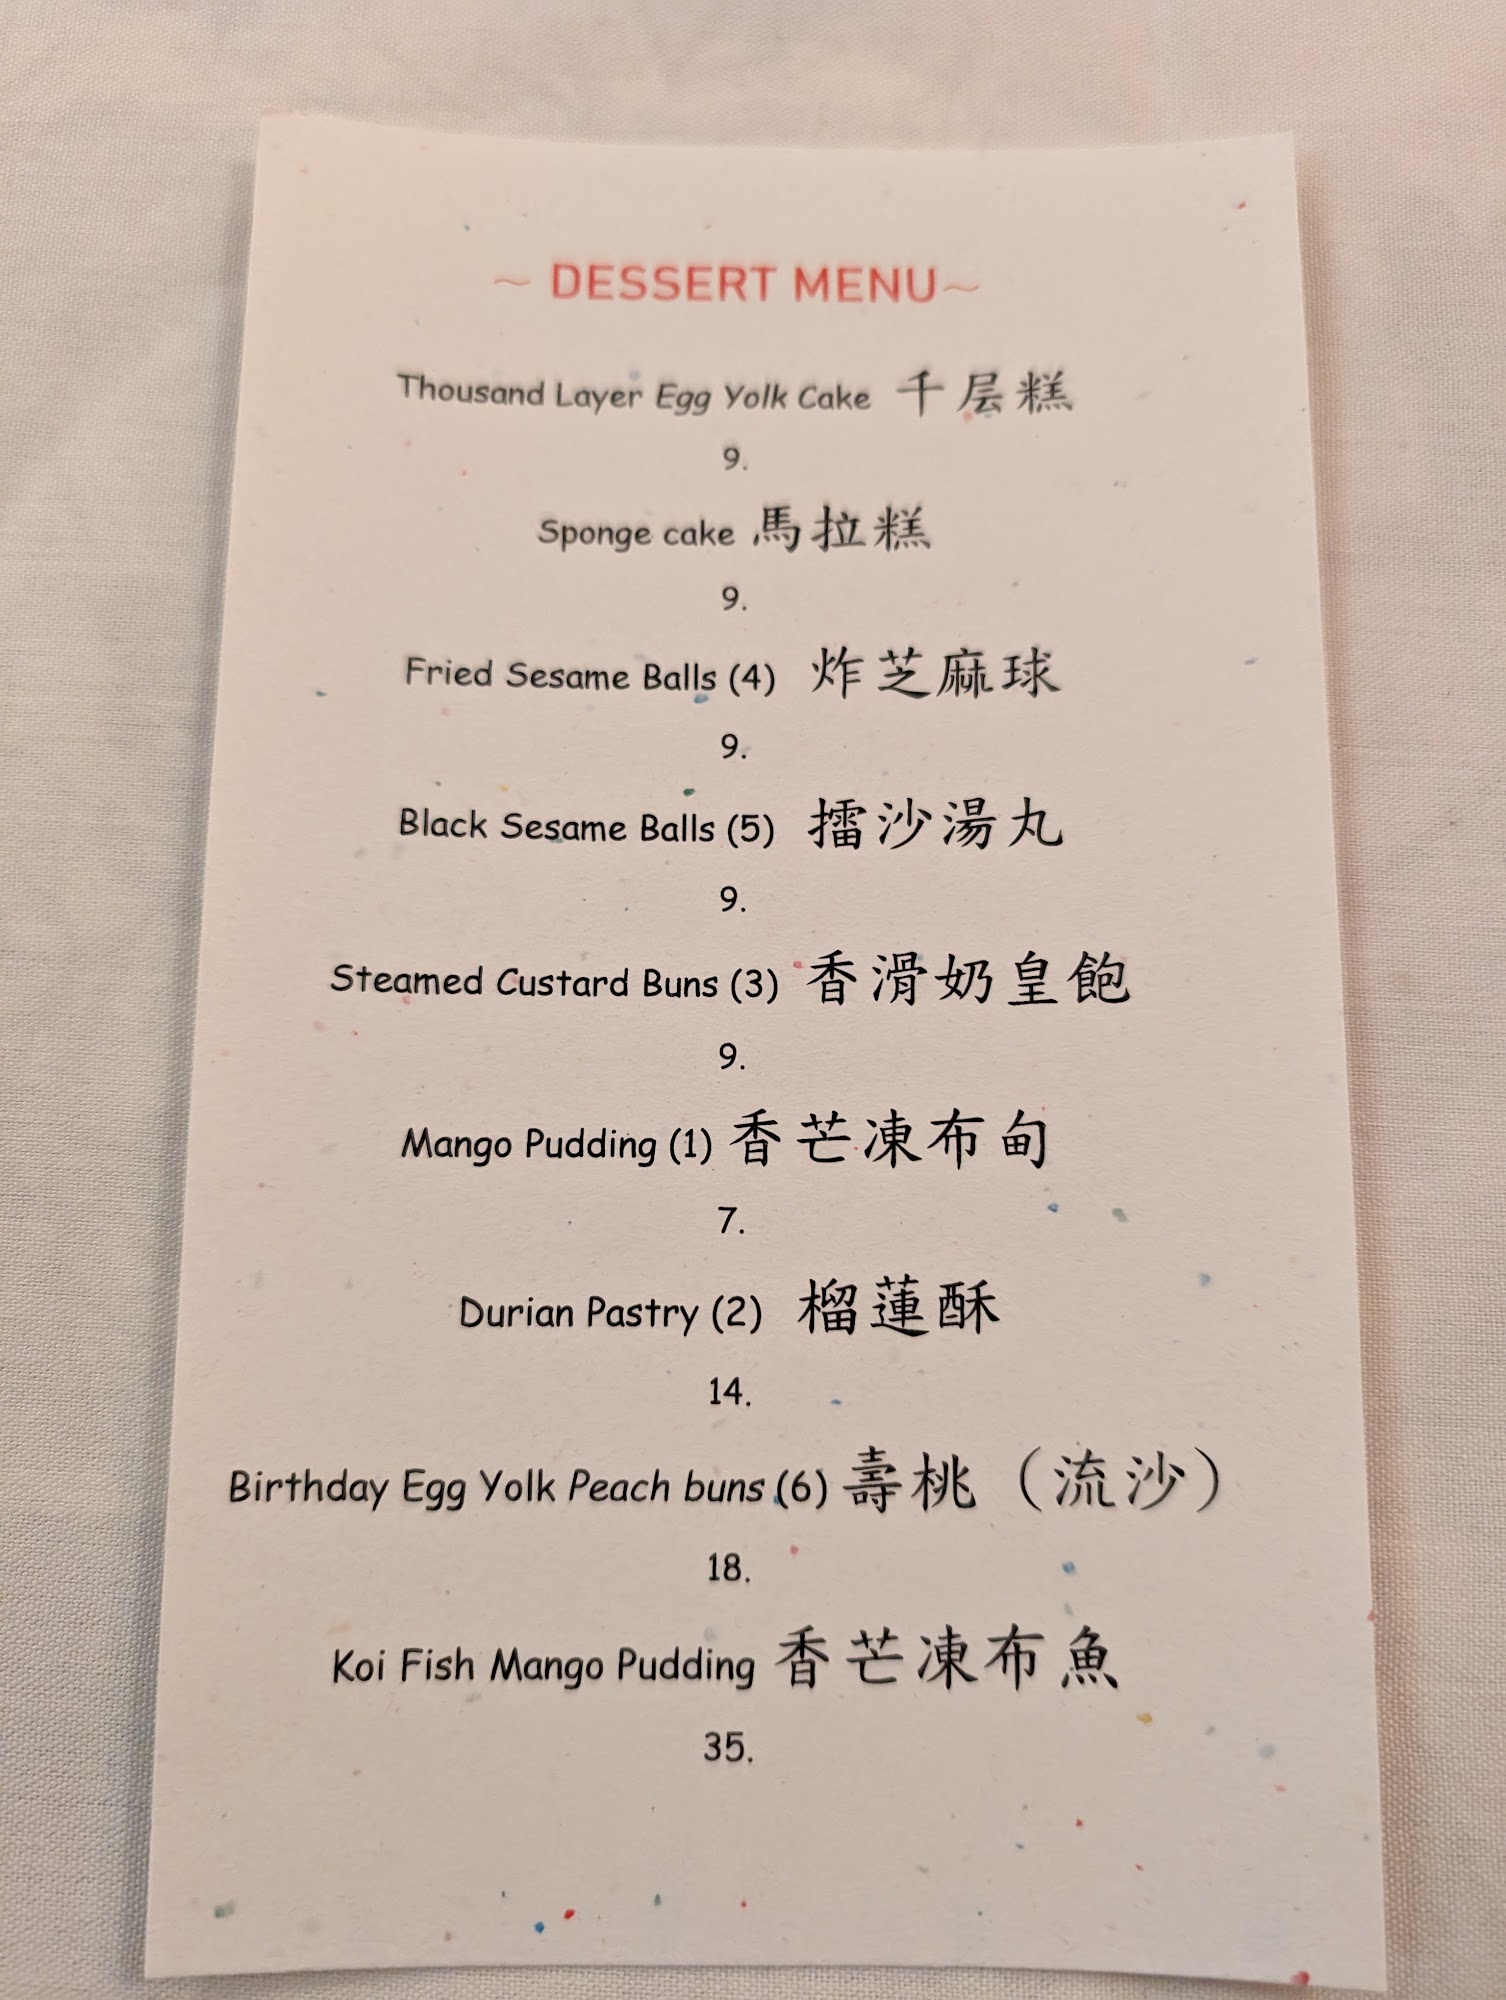 ~ DESSERT MENU~
Thousand Layer Egg Yolk Cake 千层糕
9.
Sponge cake 馬拉糕
9.
Fried Sesame Balls (4) 炸芝麻球
9.
Black Sesame Balls (5) 擂沙湯丸
9.
Steamed Custard Buns (3) 香滑奶皇飽
9.
Mango Pudding (1) 香芒凍布甸
7.
Durian Pastry (2) 榴蓮酥
14.
Birthday Egg Yolk Peach buns (6) 壽桃（流沙）
18.
Koi Fish Mango Pudding 香芒凍布魚
35.